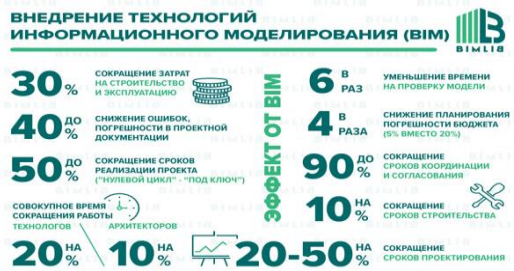 ВНЕДРЕНИЕ ТЕХНОЛОГИЙ
ИНФОРМАЦИОННОГО МОДЕЛИРОВАНИЯ (BIM)
BIMLIB
30%
СОКРАЩЕНИЕ ЗАТРАТ
НА СТРОИТЕЛЬСТВО
И ЭКСПЛУАТАЦИЮ
40 ДО %
СНИЖЕНИЕ ОШИБОК,
ПОГРЕШНОСТИ В ПРОЕКТНОЙ
ДОКУМЕНТАЦИИ
50 ДО %
СОКРАЩЕНИЕ СРОКОВ
РЕАЛИЗАЦИИ ПРОЕКТА
("НУЛЕВОЙ ЦИКЛ" - "ПОД КЛЮЧ")
СОВОКУПНОЕ ВРЕМЯ
СОКРАЩЕНИЯ РАБОТЫ
ТЕХНОЛОГОВ
АРХИТЕКТОРОВ
20 НА %
10 НА %
ЭФФЕКТ ОТ BIM
6 В РАЗ
УМЕНЬШЕНИЕ ВРЕМЕНИ
НА ПРОВЕРКУ МОДЕЛИ
4 В РАЗА
СНИЖЕНИЕ ПЛАНИРОВАНИЯ
ПОГРЕШНОСТИ БЮДЖЕТА
(5% ВМЕСТО 20%)
90 ДО %
СОКРАЩЕНИЕ
СРОКОВ КООРДИНАЦИИ
И СОГЛАСОВАНИЯ
10 НА %
СОКРАЩЕНИЕ
СРОКОВ СТРОИТЕЛЬСТВА
20-50 НА %
СОКРАЩЕНИЕ
СРОКОВ ПРОЕКТИРОВАНИЯ